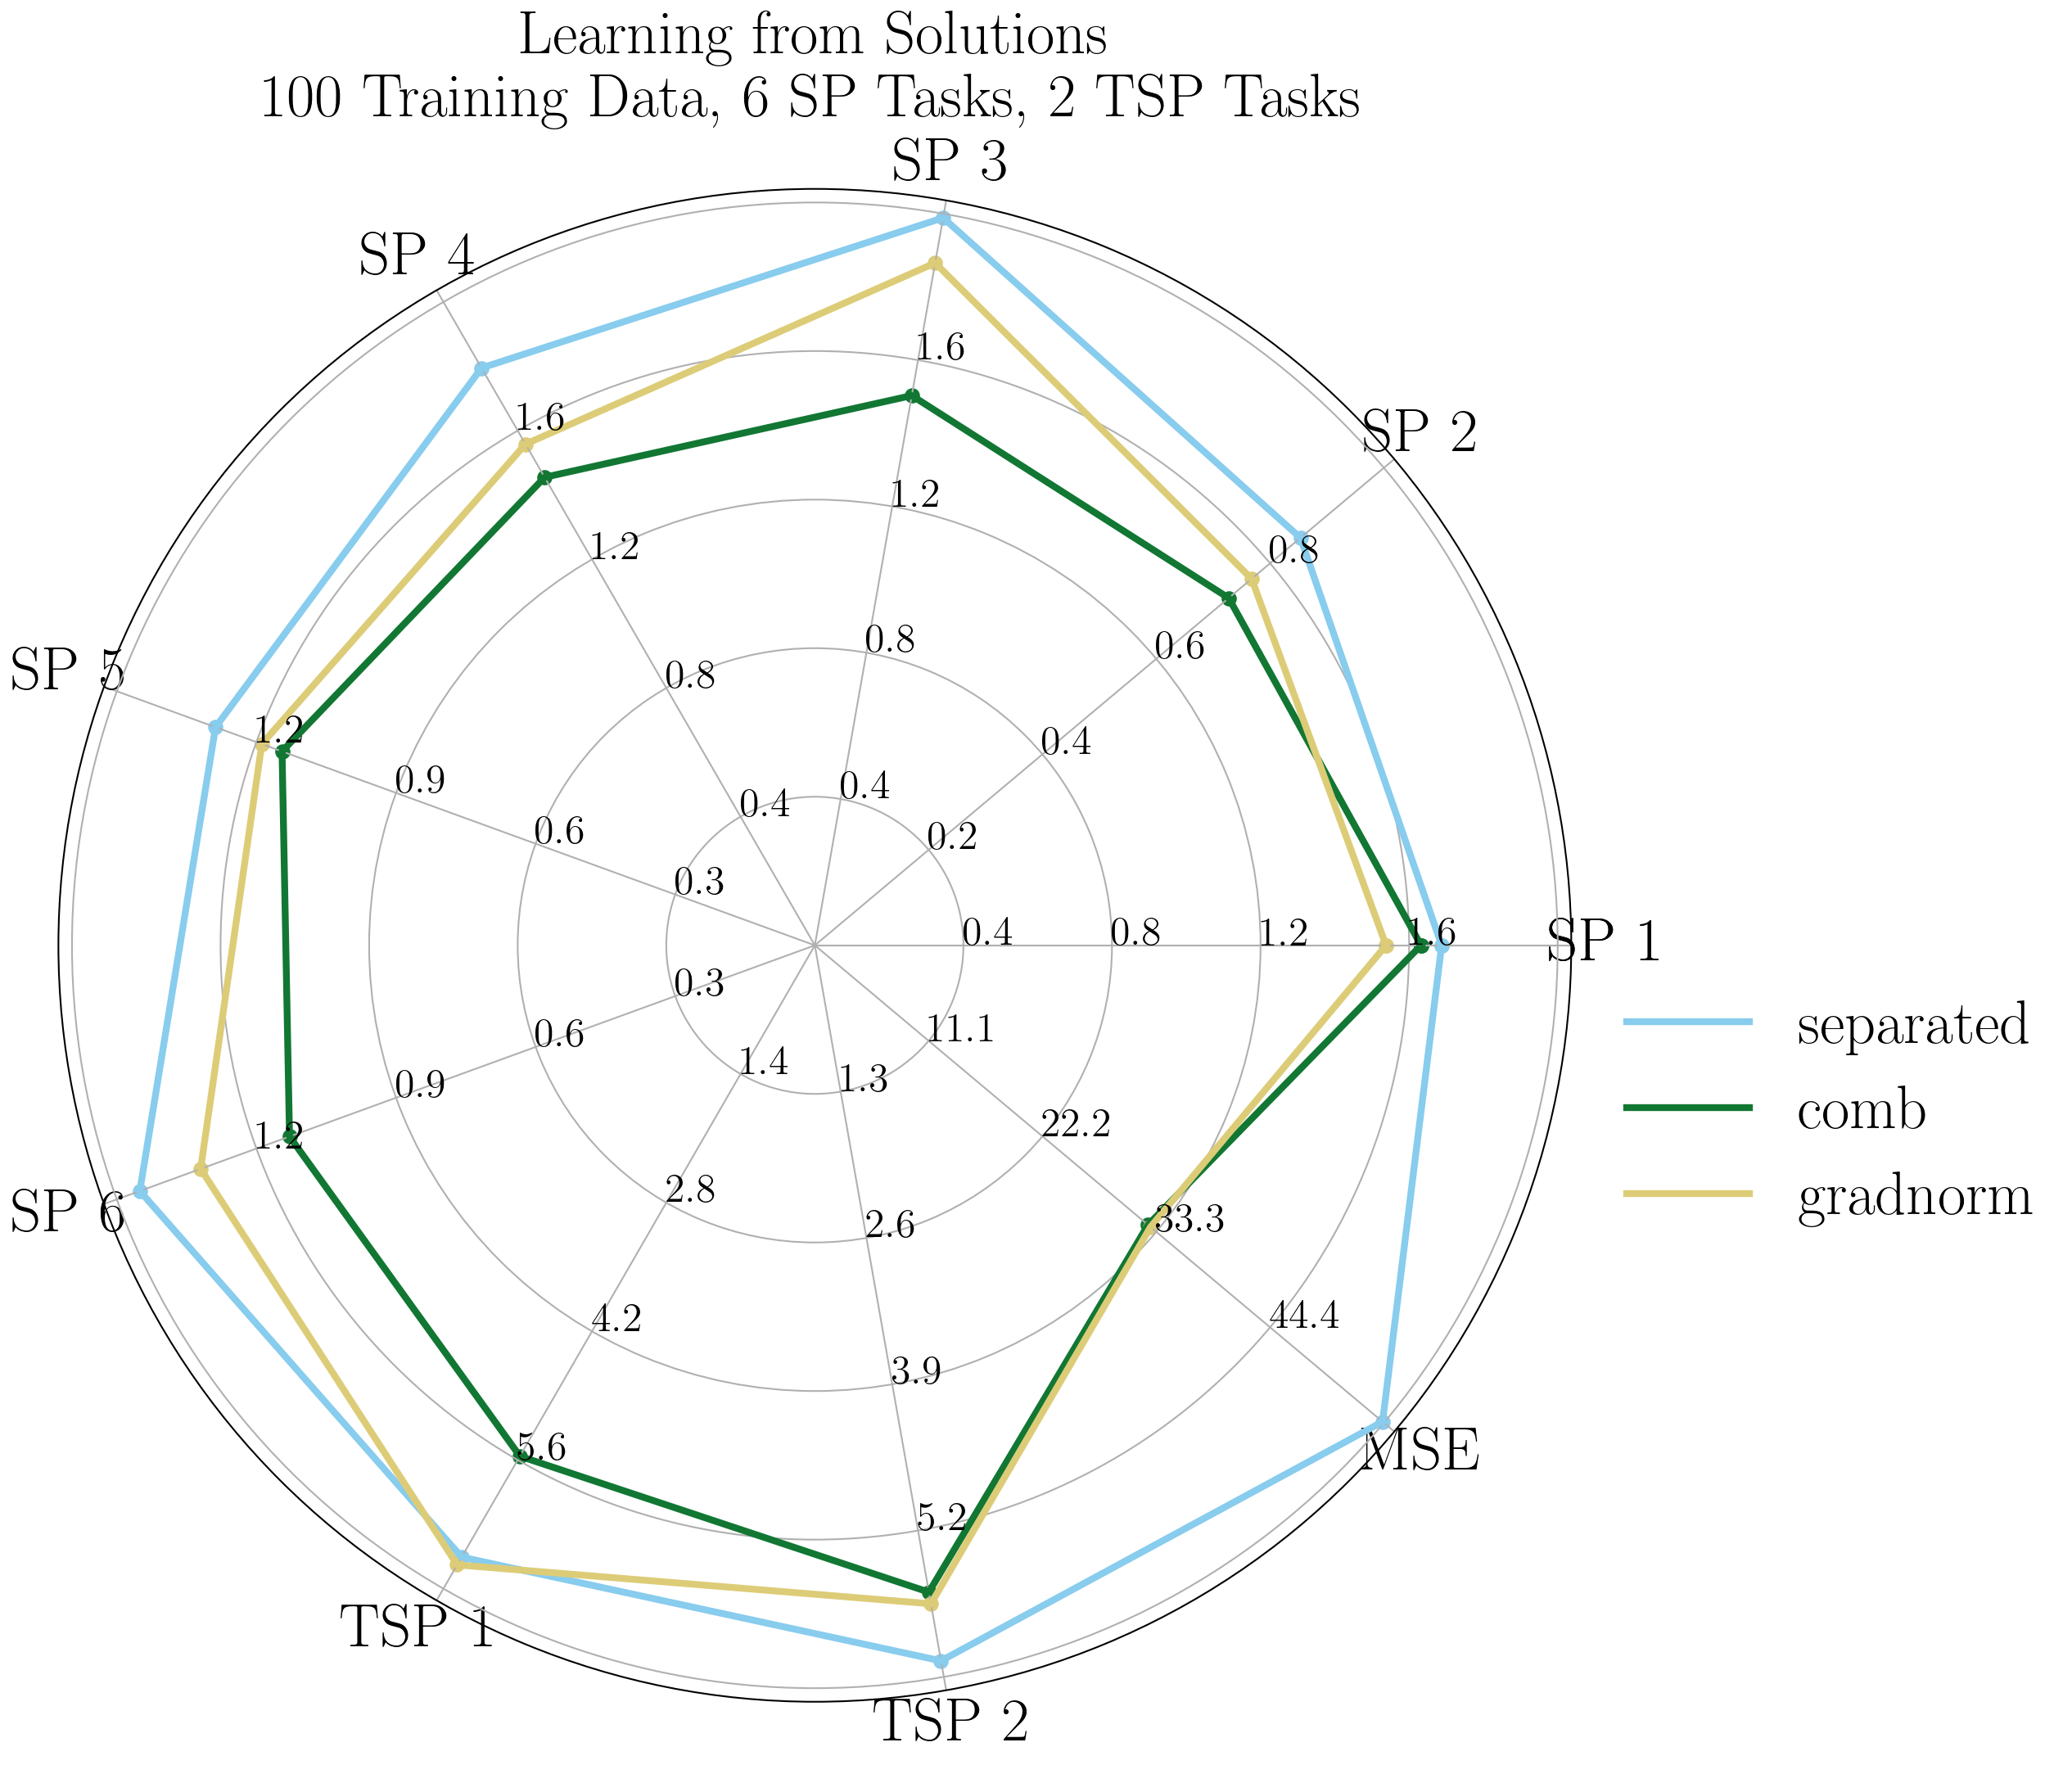 Learning from Solutions
100 Training Data, 6 SP Tasks, 2 TSP Tasks
SP 3
SP 4
SP 2
SP 5
SP 1
SP 6
MSE
TSP 1
TSP 2
0.4
0.8
1.2
1.6
0.2
0.4
0.6
0.8
0.4
0.8
1.2
1.6
0.4
0.8
1.2
1.6
0.3
0.6
0.9
1.2
0.3
0.6
0.9
1.2
1.4
2.8
4.2
5.6
1.3
2.6
3.9
5.2
11.1
22.2
33.3
44.4
separated
comb
gradnorm